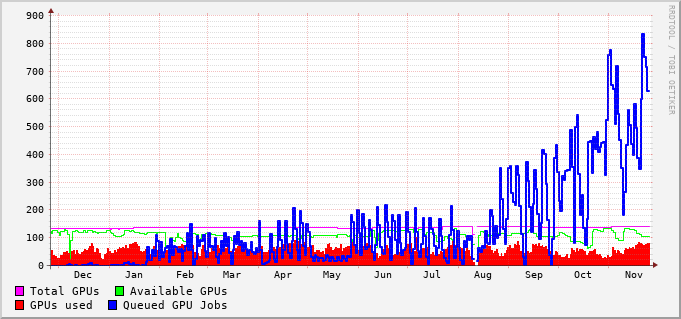 900
800
700
600
500
400
300
200
100
0
Dec Jan Feb Mar Apr May Jun Jul Aug Sep Oct Nov
Total GPUs Available GPUs
GPUs used Queued GPU Jobs
RRDTOOL / TOBI OETIKER